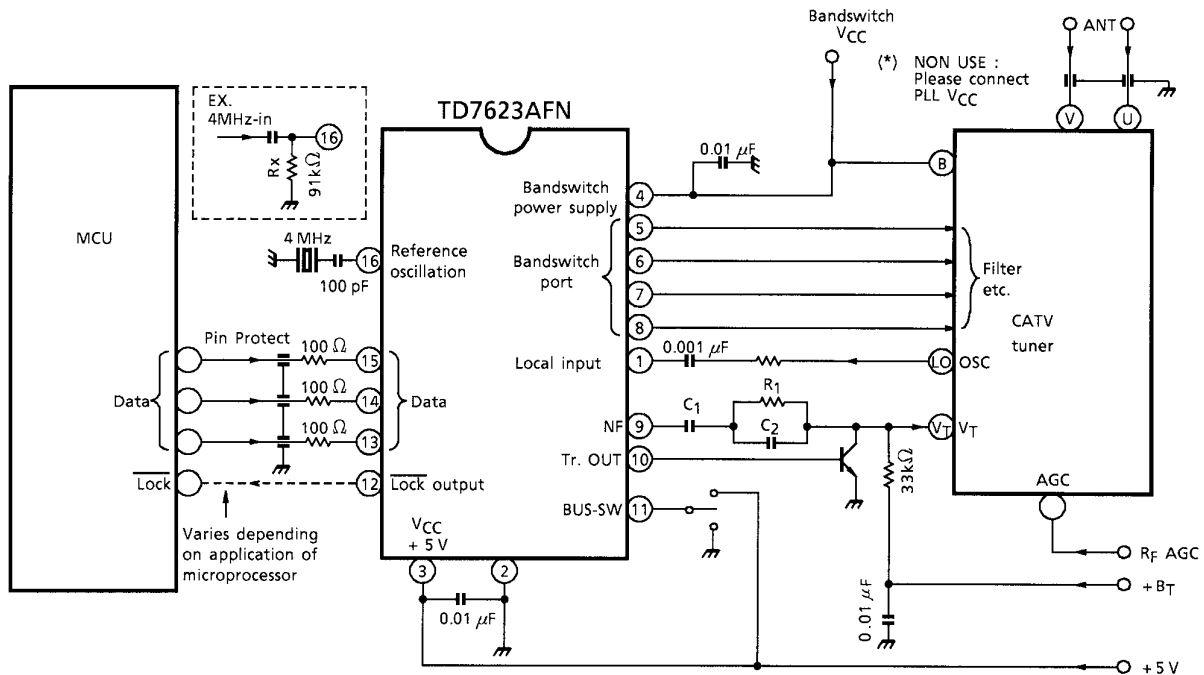 Bandswitch
VCC
(*) NON USE :
Please connect
PLL VCC
ANT
V
U
EX.
4MHz-in
16
Rx
91kΩ
TD7623AFN
0.01 μF
B
MCU
4 MHz
100 pF
16
Reference
oscillation
Bandswitch
power supply
4
5
Bandswitch
port
6
7
8
Filter
etc.
CATV
tuner
Pin Protect
100 Ω
15
100 Ω
14
100 Ω
13
Data
Data
Local input
1
0.001 μF
LO
OSC
R1
C1
C2
NF
9
VT
VT
Tr. OUT
10
33kΩ
Lock
12
Lock output
BUS-SW
11
AGC
Varies depending
on application of
microprocessor
VCC
+ 5 V
3
2
0.01 μF
RF AGC
+BT
0.01 μF
+5 V